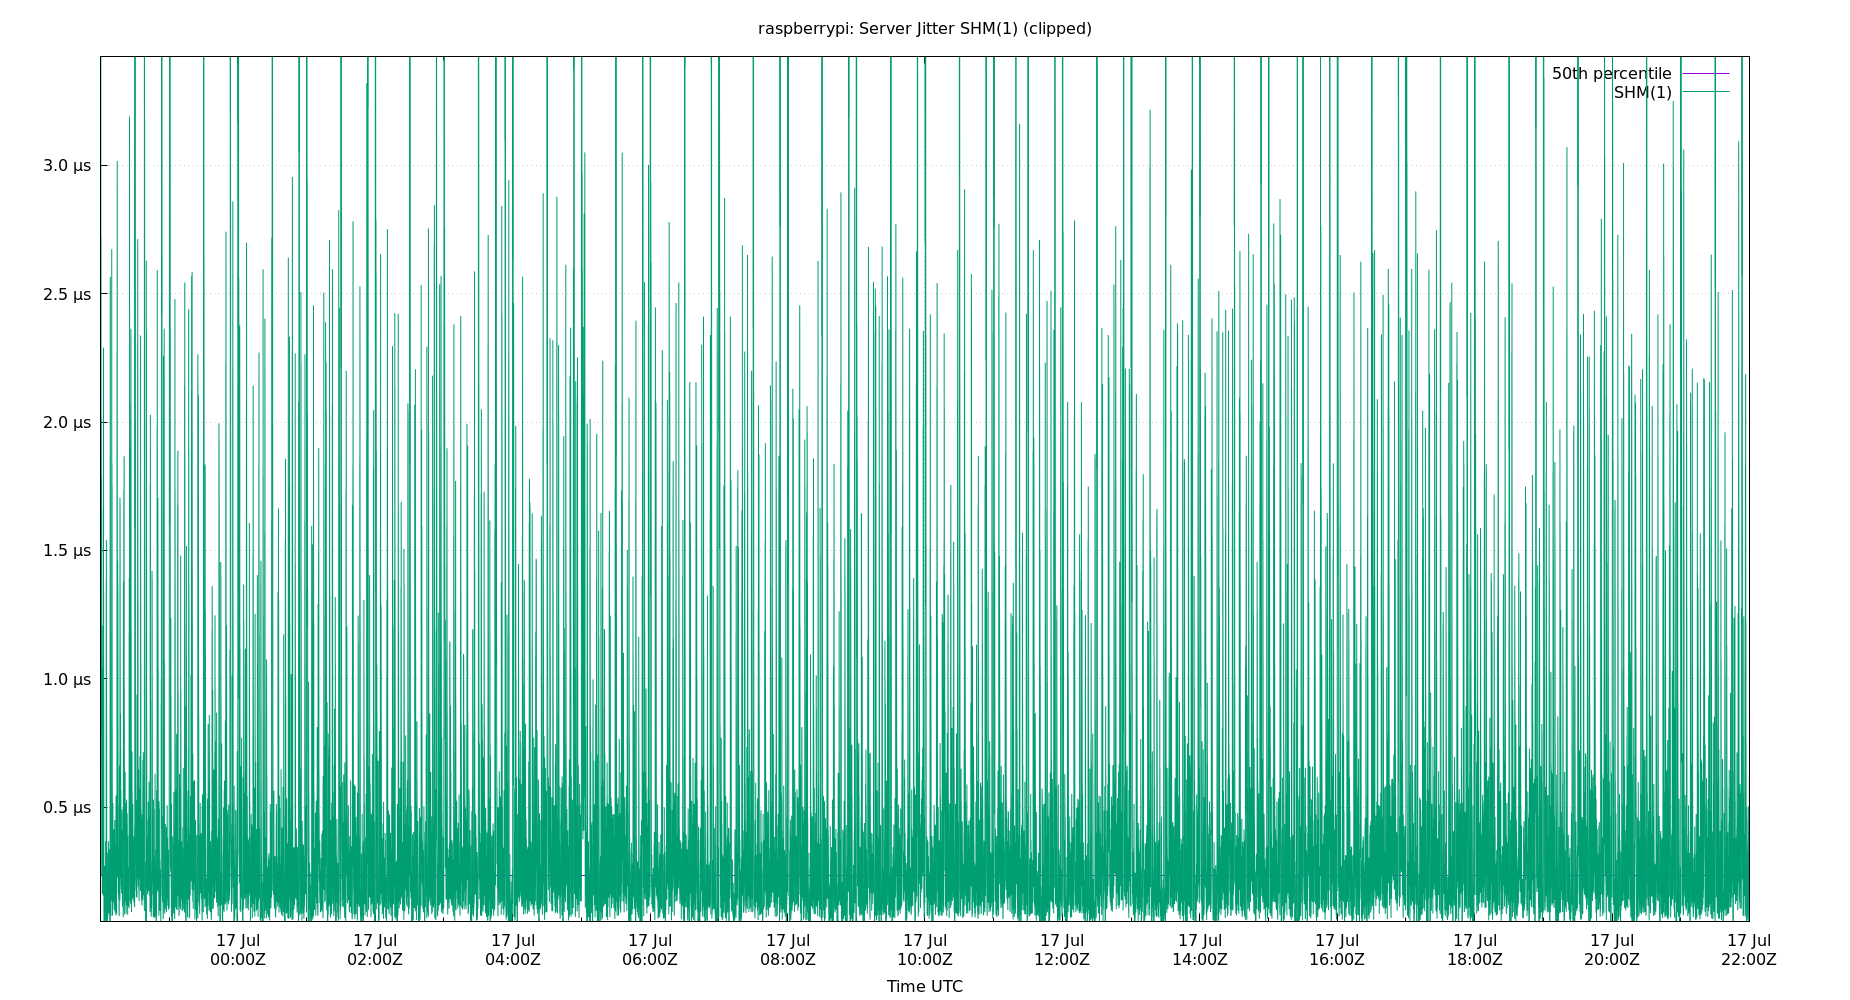 raspberrypi: Server Jitter SHM(1) (clipped)
50th percentile
SHM(1)
3.0 μs
2.5 μs
2.0 μs
1.5 μs
1.0 μs
0.5 μs
17 Jul 17 Jul 17 Jul 17 Jul 17 Jul 17 Jul 17 Jul 17 Jul 17 Jul 17 Jul 17 Jul 17 Jul
00:00Z 02:00Z 04:00Z 06:00Z 08:00Z 10:00Z 12:00Z 14:00Z 16:00Z 18:00Z 20:00Z 22:00Z
Time UTC